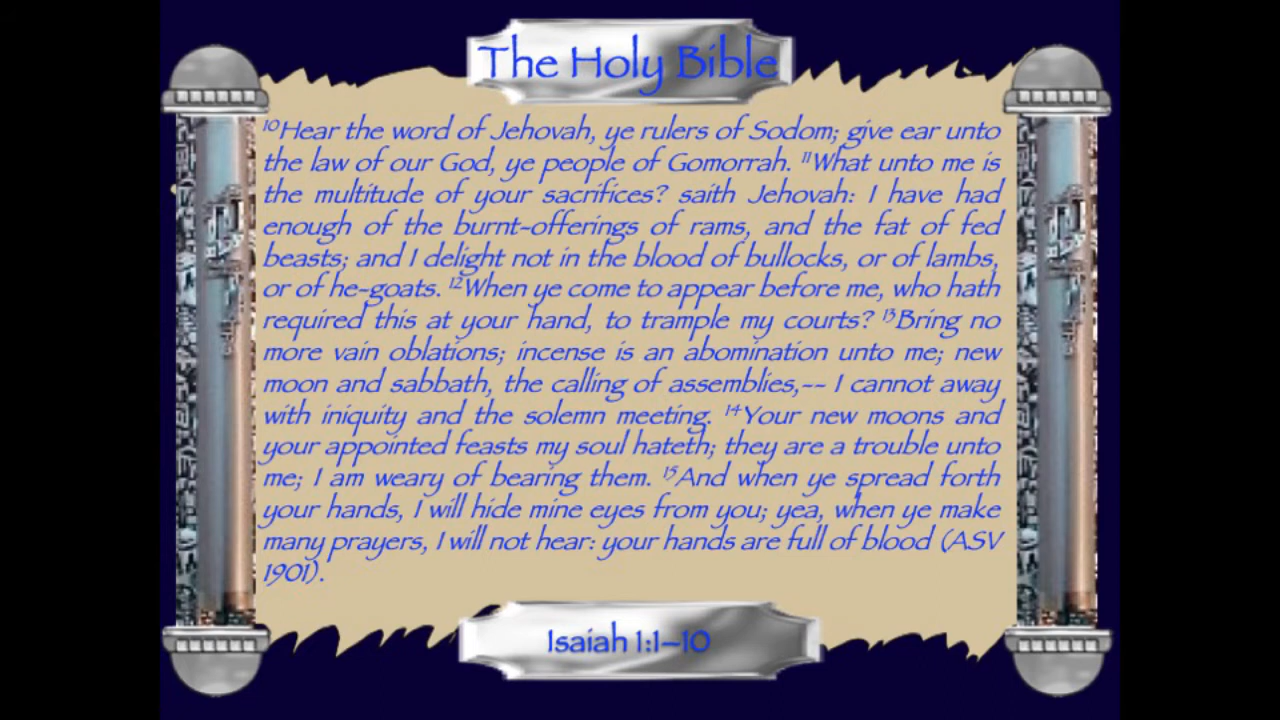 The Holy Bible
¹⁰Hear the word of Jehovah, ye rulers of Sodom; give ear unto
the law of our God, ye people of Gomorrah. ¹¹What unto me is
the multitude of your sacrifices? saith Jehovah: I have had
enough of the burnt-offerings of rams, and the fat of fed
beasts; and I delight not in the blood of bullocks, or of lambs,
or of he-goats. ¹²When ye come to appear before me, who hath
required this at your hand, to trample my courts? ¹³Bring no
more vain oblations; incense is an abomination unto me; new
moon and sabbath, the calling of assemblies,-- I cannot away
with iniquity and the solemn meeting. ¹⁴Your new moons and
your appointed feasts my soul hateth; they are a trouble unto
me; I am weary of bearing them. ¹⁵And when ye spread forth
your hands, I will hide mine eyes from you; yea, when ye make
many prayers, I will not hear: your hands are full of blood (ASV
1901).
Isaiah 1:1–10